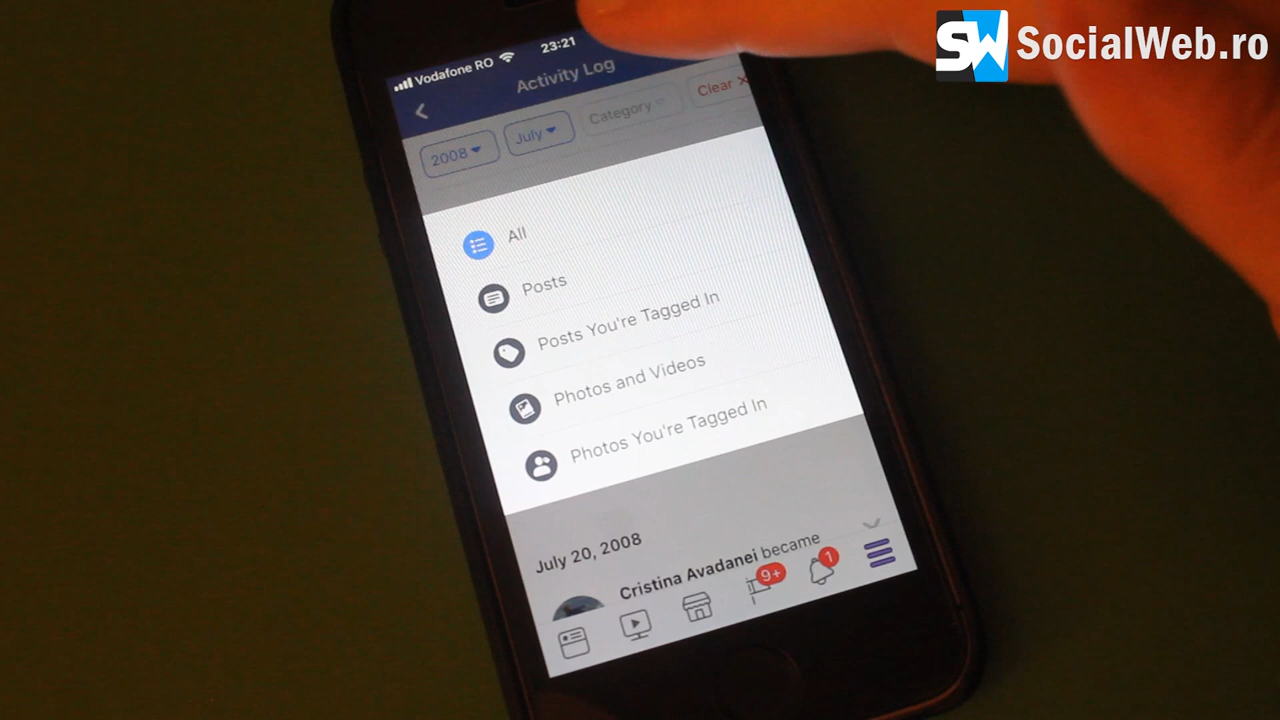 SW SocialWeb.ro
Vodafone RO 23:21
Activity Log
2008 July Category Clear X
All
Posts
Posts You're Tagged In
Photos and Videos
Photos You're Tagged In
July 20, 2008
Cristina Avadanei became
9+ 1